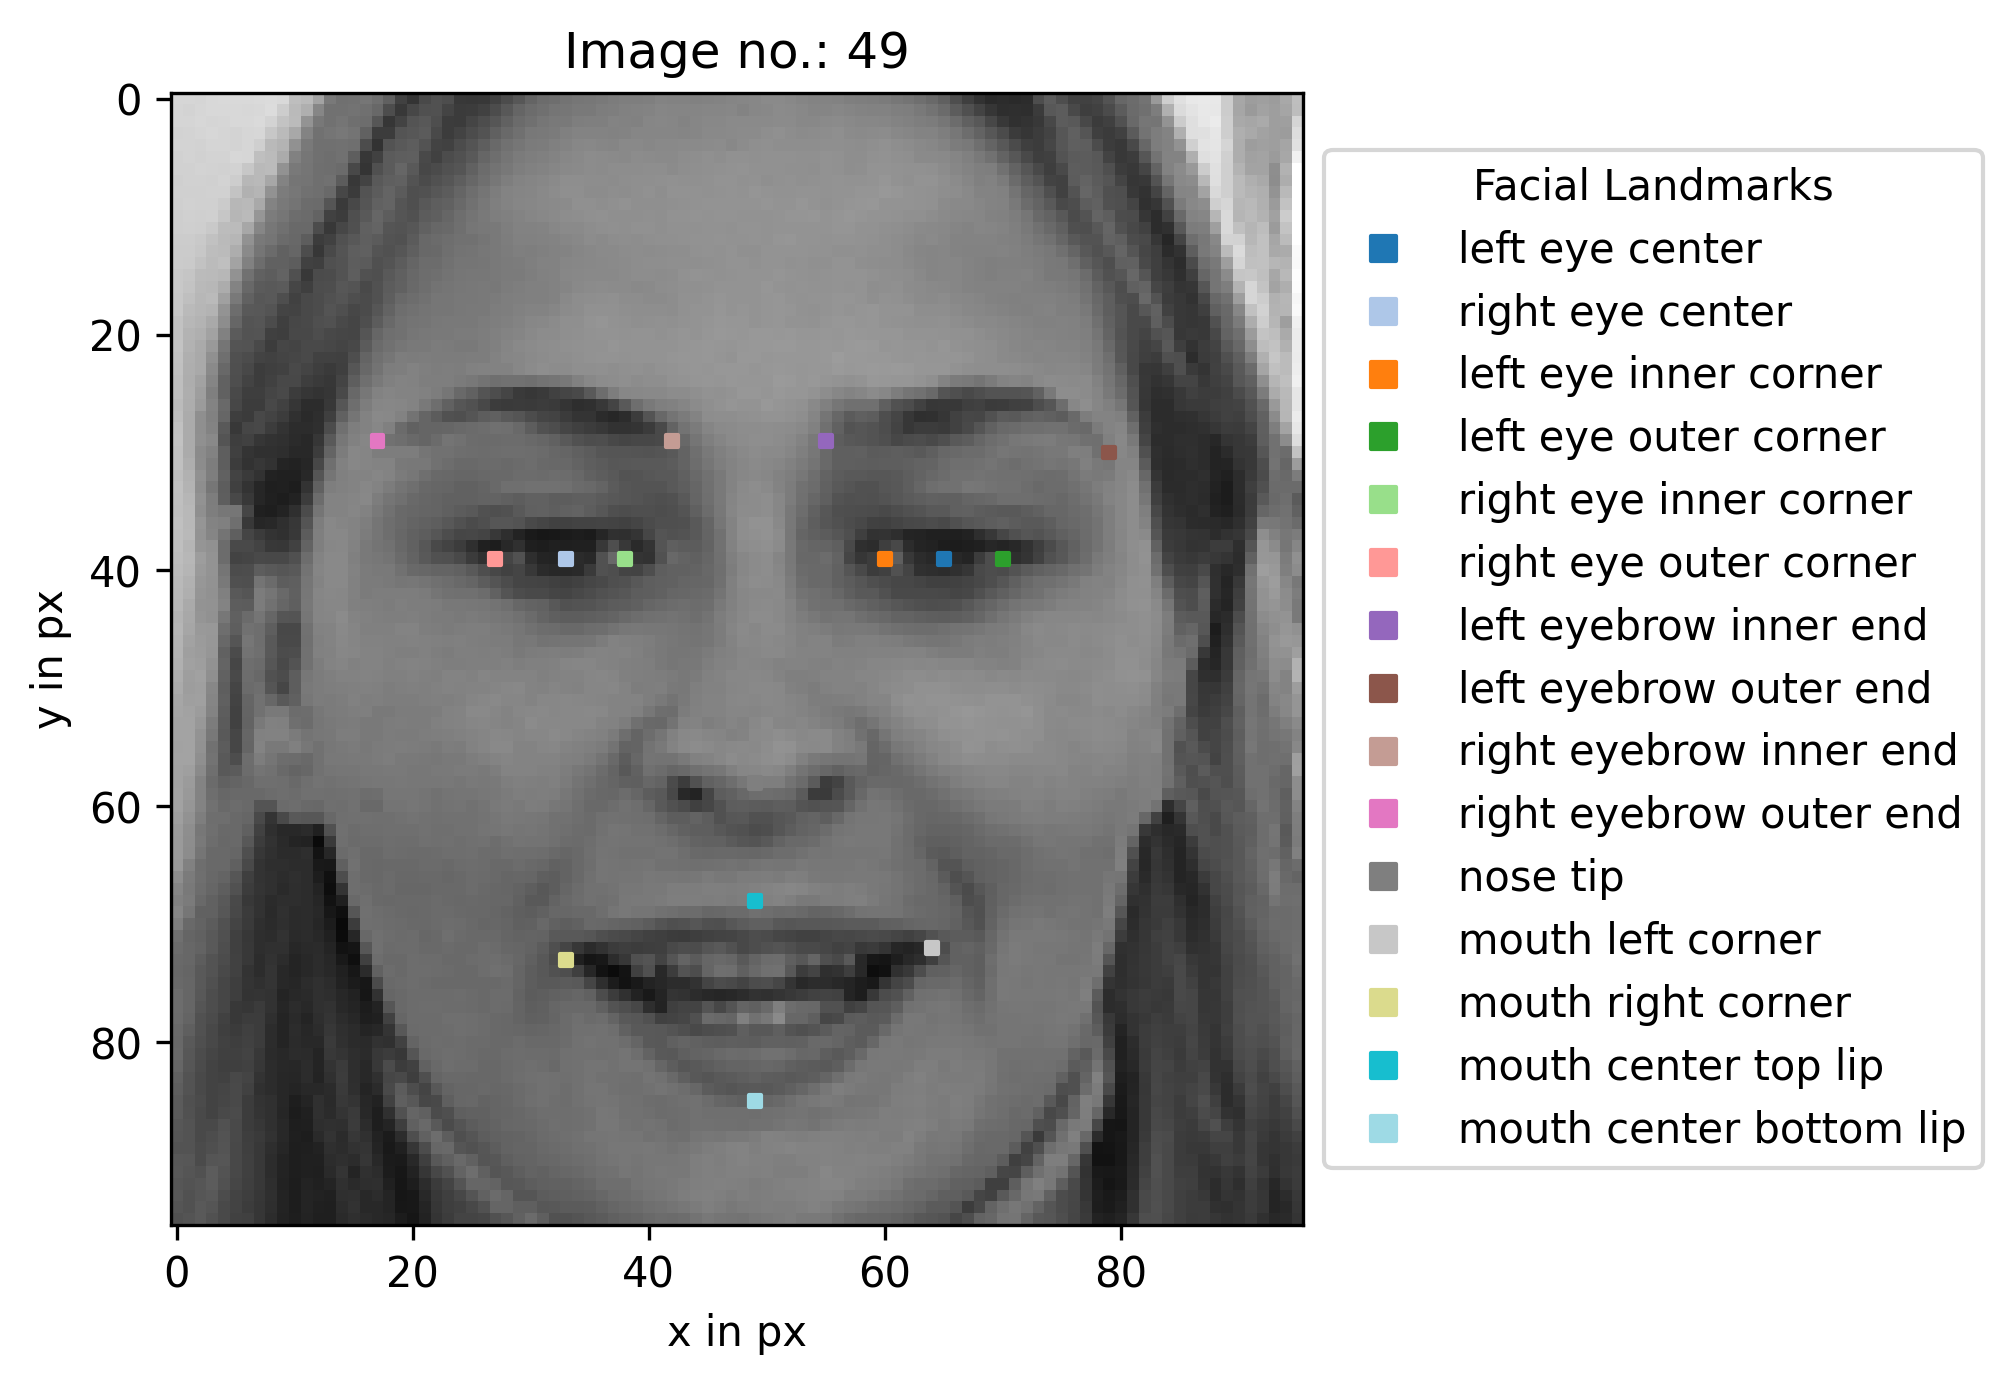 Image no.: 49
0
20
40
60
80
y in px
0 20 40 60 80
x in px
Facial Landmarks
left eye center
right eye center
left eye inner corner
left eye outer corner
right eye inner corner
right eye outer corner
left eyebrow inner end
left eyebrow outer end
right eyebrow inner end
right eyebrow outer end
nose tip
mouth left corner
mouth right corner
mouth center top lip
mouth center bottom lip